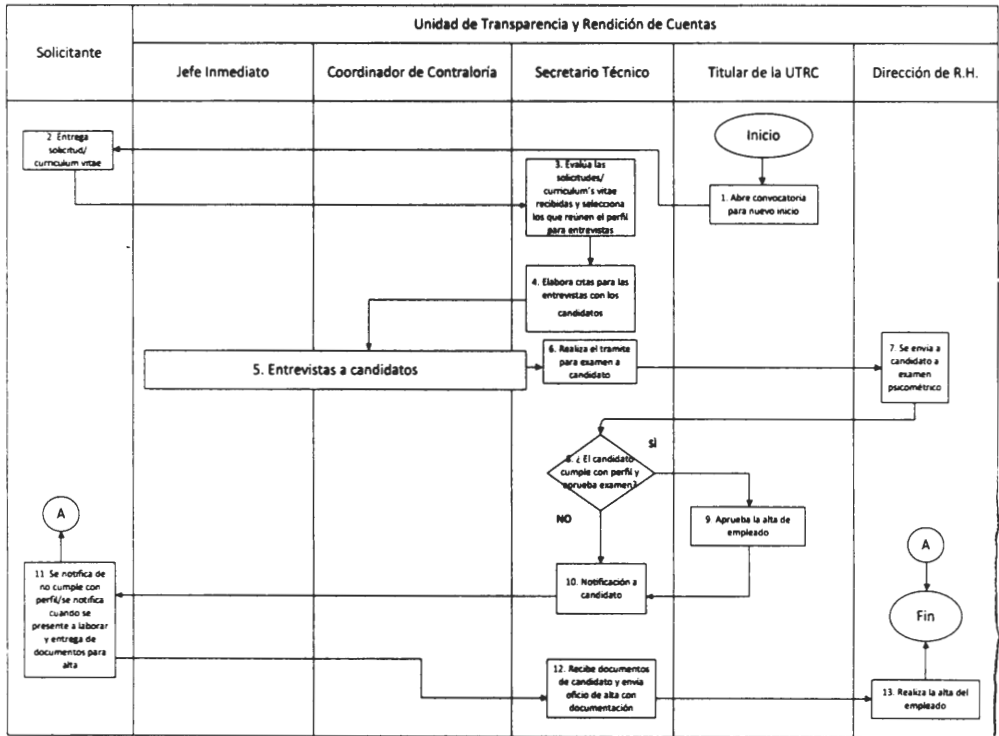 Unidad de Transparencia y Rendición de Cuentas
Solicitante
Jefe Inmediato
Coordinador de Contraloría
Secretario Técnico
Titular de la UTRC
Dirección de R.H.
Inicio
1. Abre convocatoria
para nuevo inicio
2 Entrega
solicitud/
curriculum vitae
3. Evalúa las
solicitudes/
curriculum's vitae
recibidas y selecciona
los que reúnen el perfil
para entrevistas
4. Elabora citas para las
entrevistas con los
candidatos
5. Entrevistas a candidatos
6. Realiza el tramite
para examen a
candidato
7. Se envia a
candidato a
examen
psicométrico
8. ¿ El candidato
cumple con perfil y
aprueba examen?
SÌ
NO
9 Aprueba la alta de
empleado
10. Notificación a
candidato
A
11 Se notifica de
no cumple con
perfil/se notifica
cuando se
presente a laborar
y entrega de
documentos para
alta
12. Recibe documentos
de candidato y envia
oficio de alta con
documentación
13. Realiza la alta del
empleado
A
Fin